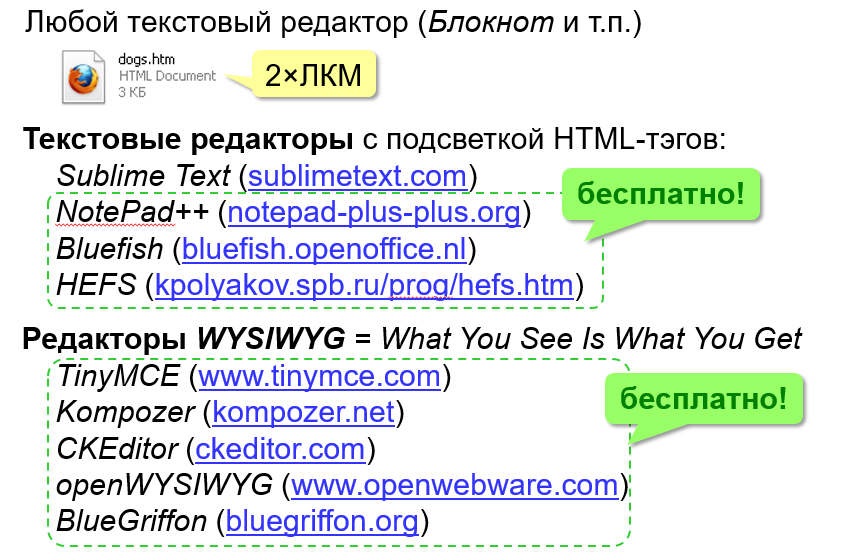 Любой текстовый редактор (Блокнот и т.п.)
dogs.htm
HTML Document
3 КБ
2×ЛКМ
Текстовые редакторы с подсветкой HTML-тэгов:
Sublime Text (sublimetext.com)
бесплатно!
NotePad++ (notepad-plus-plus.org)
Bluefish (bluefish.openoffice.nl)
HEFS (kpolyakov.spb.ru/prog/hefs.htm)
Редакторы WYSIWYG = What You See Is What You Get
TinyMCE (www.tinymce.com)
бесплатно!
Kompozer (kompozer.net)
CKEditor (ckeditor.com)
openWYSIWYG (www.openwebware.com)
BlueGriffon (bluegriffon.org)